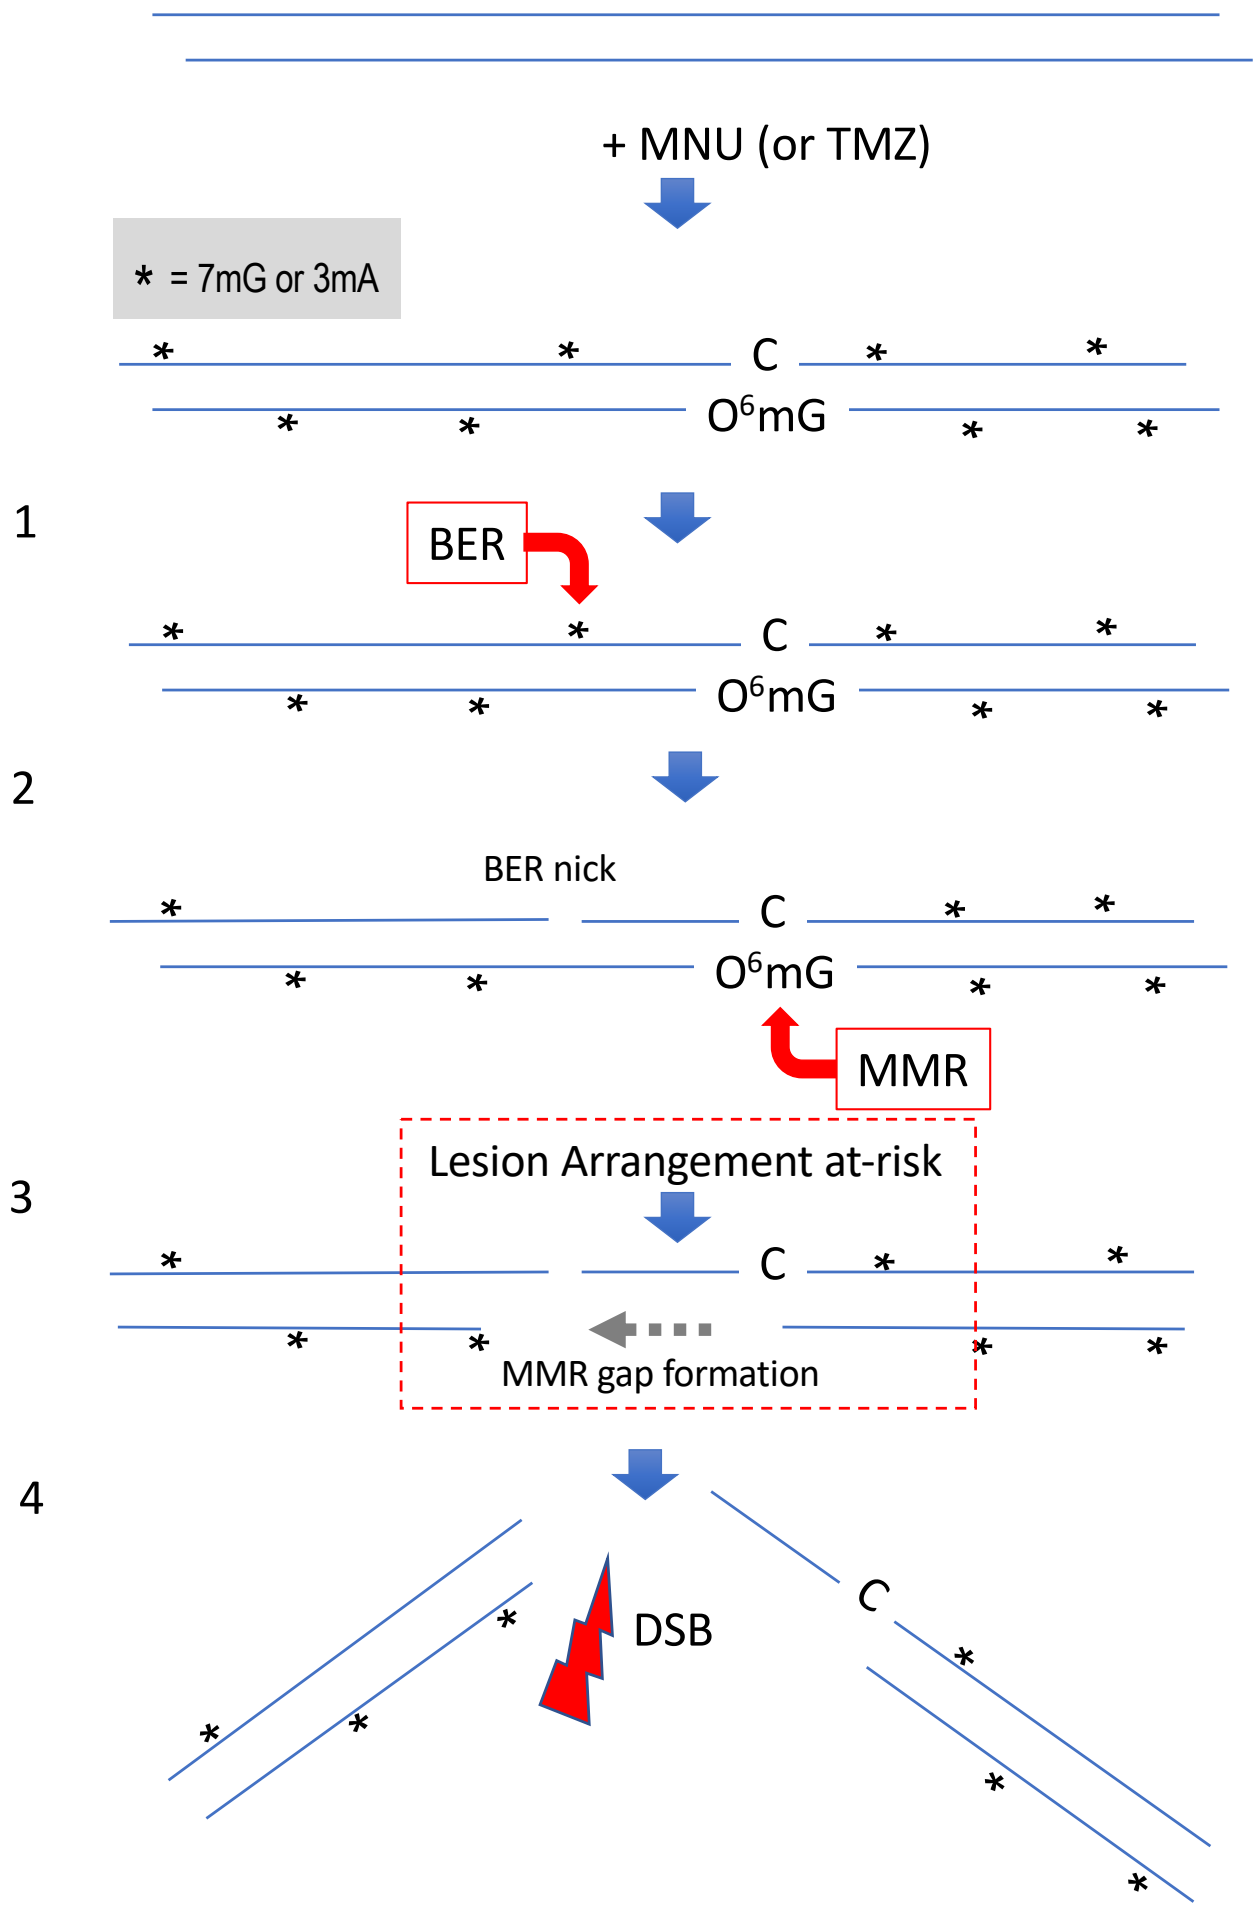 + MNU (or TMZ)
* = 7mG or 3mA
* * C * *
* * O⁶mG * *
1
BER
* * C * *
* * O⁶mG * *
2
BER nick
* C * *
* * O⁶mG * *
MMR
Lesion Arrangement at-risk
3
* C * *
* * * *
MMR gap formation
4
C
* DSB *
* * *
*